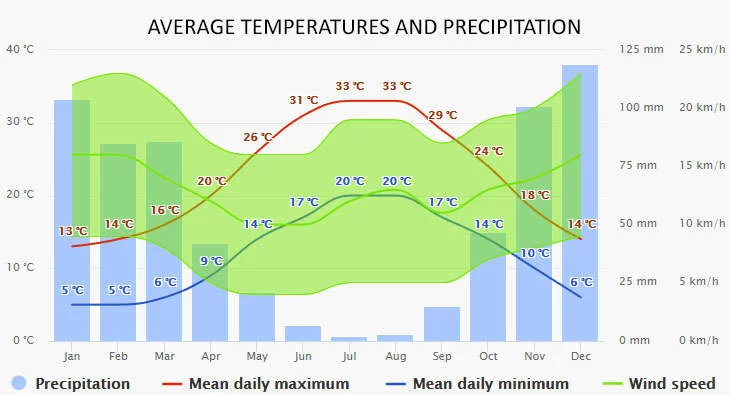 AVERAGE TEMPERATURES AND PRECIPITATION
40 °C 125 mm 25 km/h
33 °C 33 °C
31 °C
29 °C
30 °C 100 mm 20 km/h
26 °C
24 °C
20 °C 20 °C 20 °C 75 mm 15 km/h
20 °C
18 °C
17 °C 17 °C
16 °C
13 °C 14 °C 14 °C 14 °C 14 °C
50 mm 10 km/h
10 °C
9 °C
10 °C 25 mm 5 km/h
5 °C 5 °C 6 °C 6 °C
0 °C 0 mm 0 km/h
Jan Feb Mar Apr May Jun Jul Aug Sep Oct Nov Dec
Precipitation Mean daily maximum Mean daily minimum Wind speed